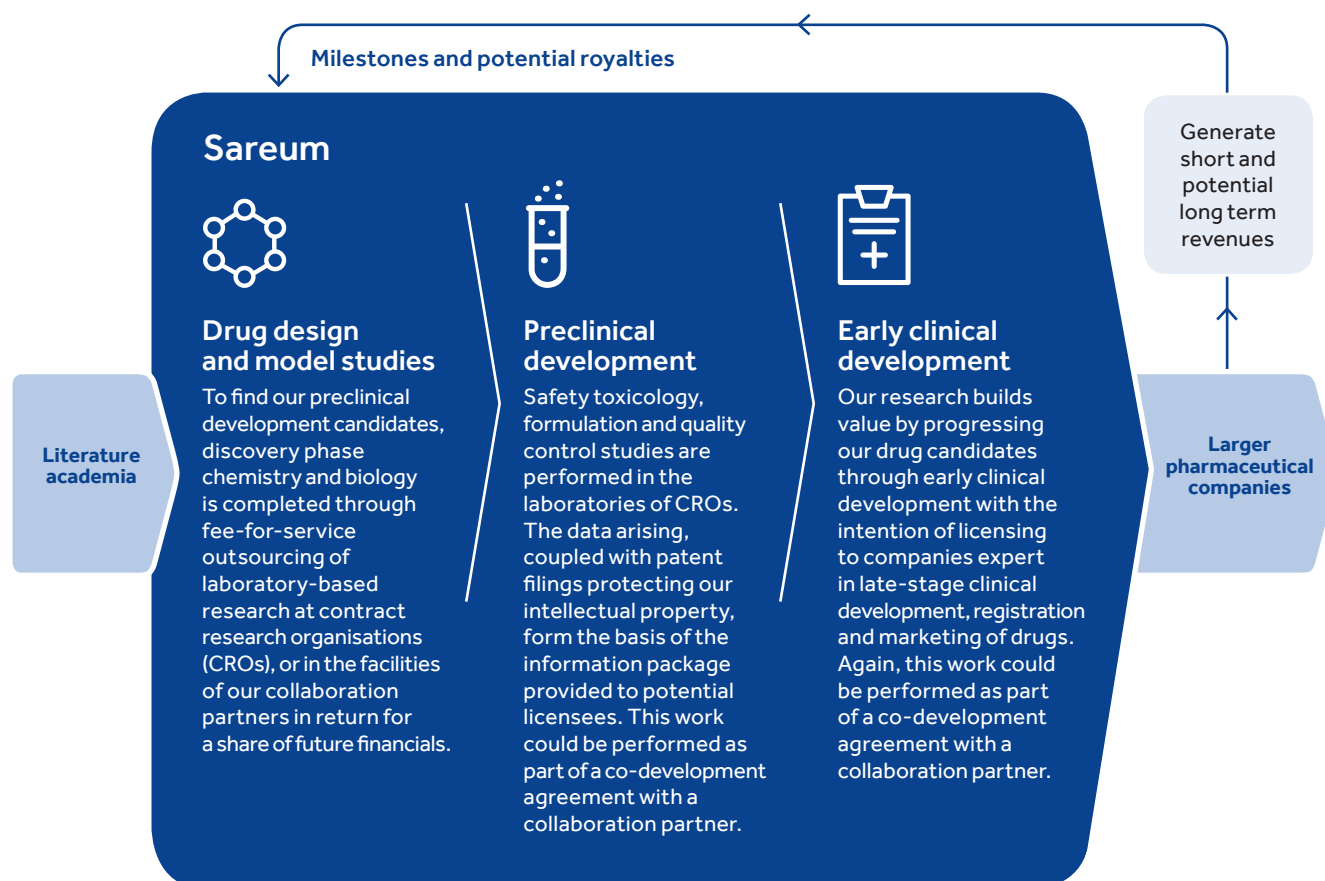 Milestones and potential royalties
Sareum
Drug design
and model studies
To find our preclinical
development candidates,
discovery phase
chemistry and biology
is completed through
fee-for-service
outsourcing of
laboratory-based
research at contract
research organisations
(CROs), or in the facilities
of our collaboration
partners in return for
a share of future financials.
Preclinical
development
Safety toxicology,
formulation and quality
control studies are
performed in the
laboratories of CROs.
The data arising,
coupled with patent
filings protecting our
intellectual property,
form the basis of the
information package
provided to potential
licensees. This work
could be performed as
part of a co-development
agreement with a
collaboration partner.
Early clinical
development
Our research builds
value by progressing
our drug candidates
through early clinical
development with the
intention of licensing
to companies expert
in late-stage clinical
development, registration
and marketing of drugs.
Again, this work could
be performed as part
of a co-development
agreement with a
collaboration partner.
Literature
academia
Larger
pharmaceutical
companies
Generate
short and
potential
long term
revenues